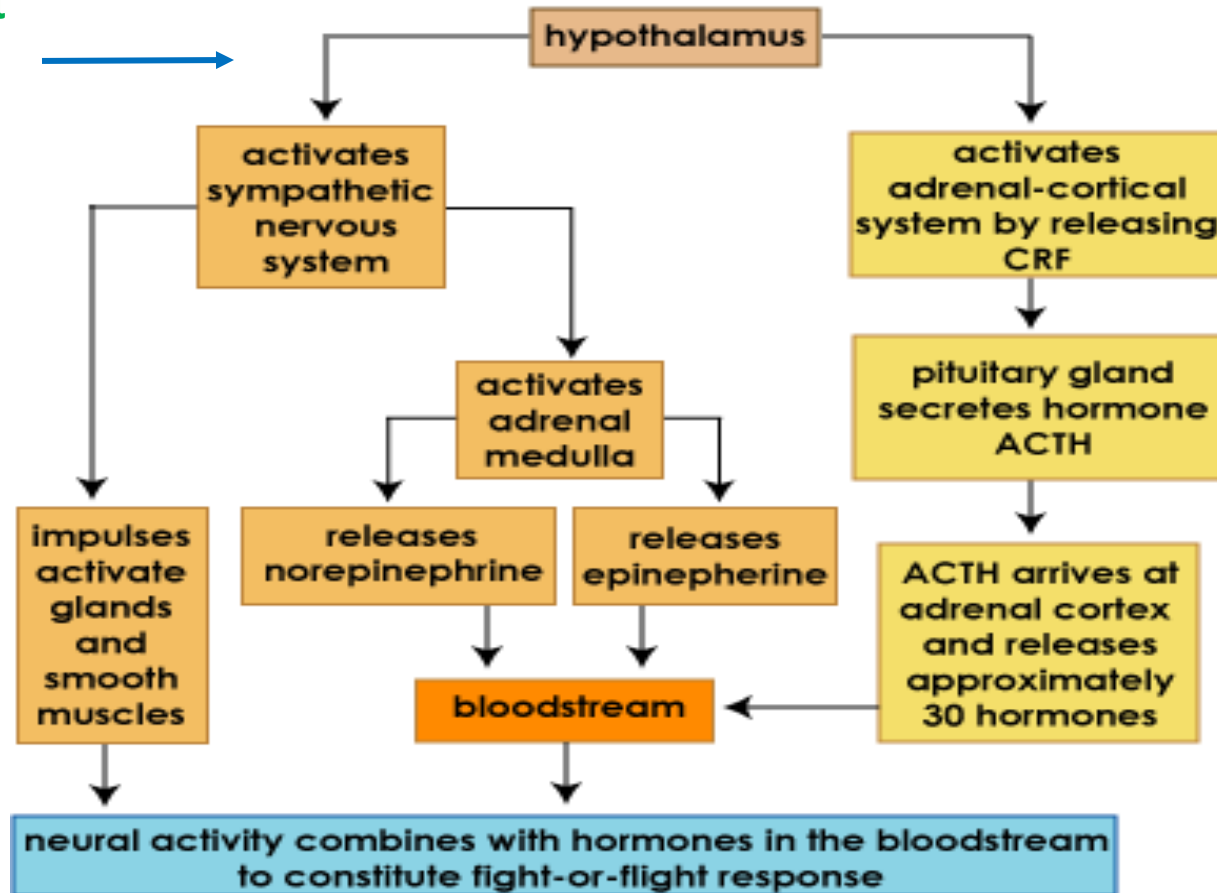 hypothalamus
activates
sympathetic
nervous
system
activates
adrenal-cortical
system by releasing
CRF
activates
adrenal
medulla
pituitary gland
secretes hormone
ACTH
impulses
activate
glands
and
smooth
muscles
releases
norepinephrine
releases
epinepherine
ACTH arrives at
adrenal cortex
and releases
approximately
30 hormones
bloodstream
neural activity combines with hormones in the bloodstream
to constitute fight-or-flight response